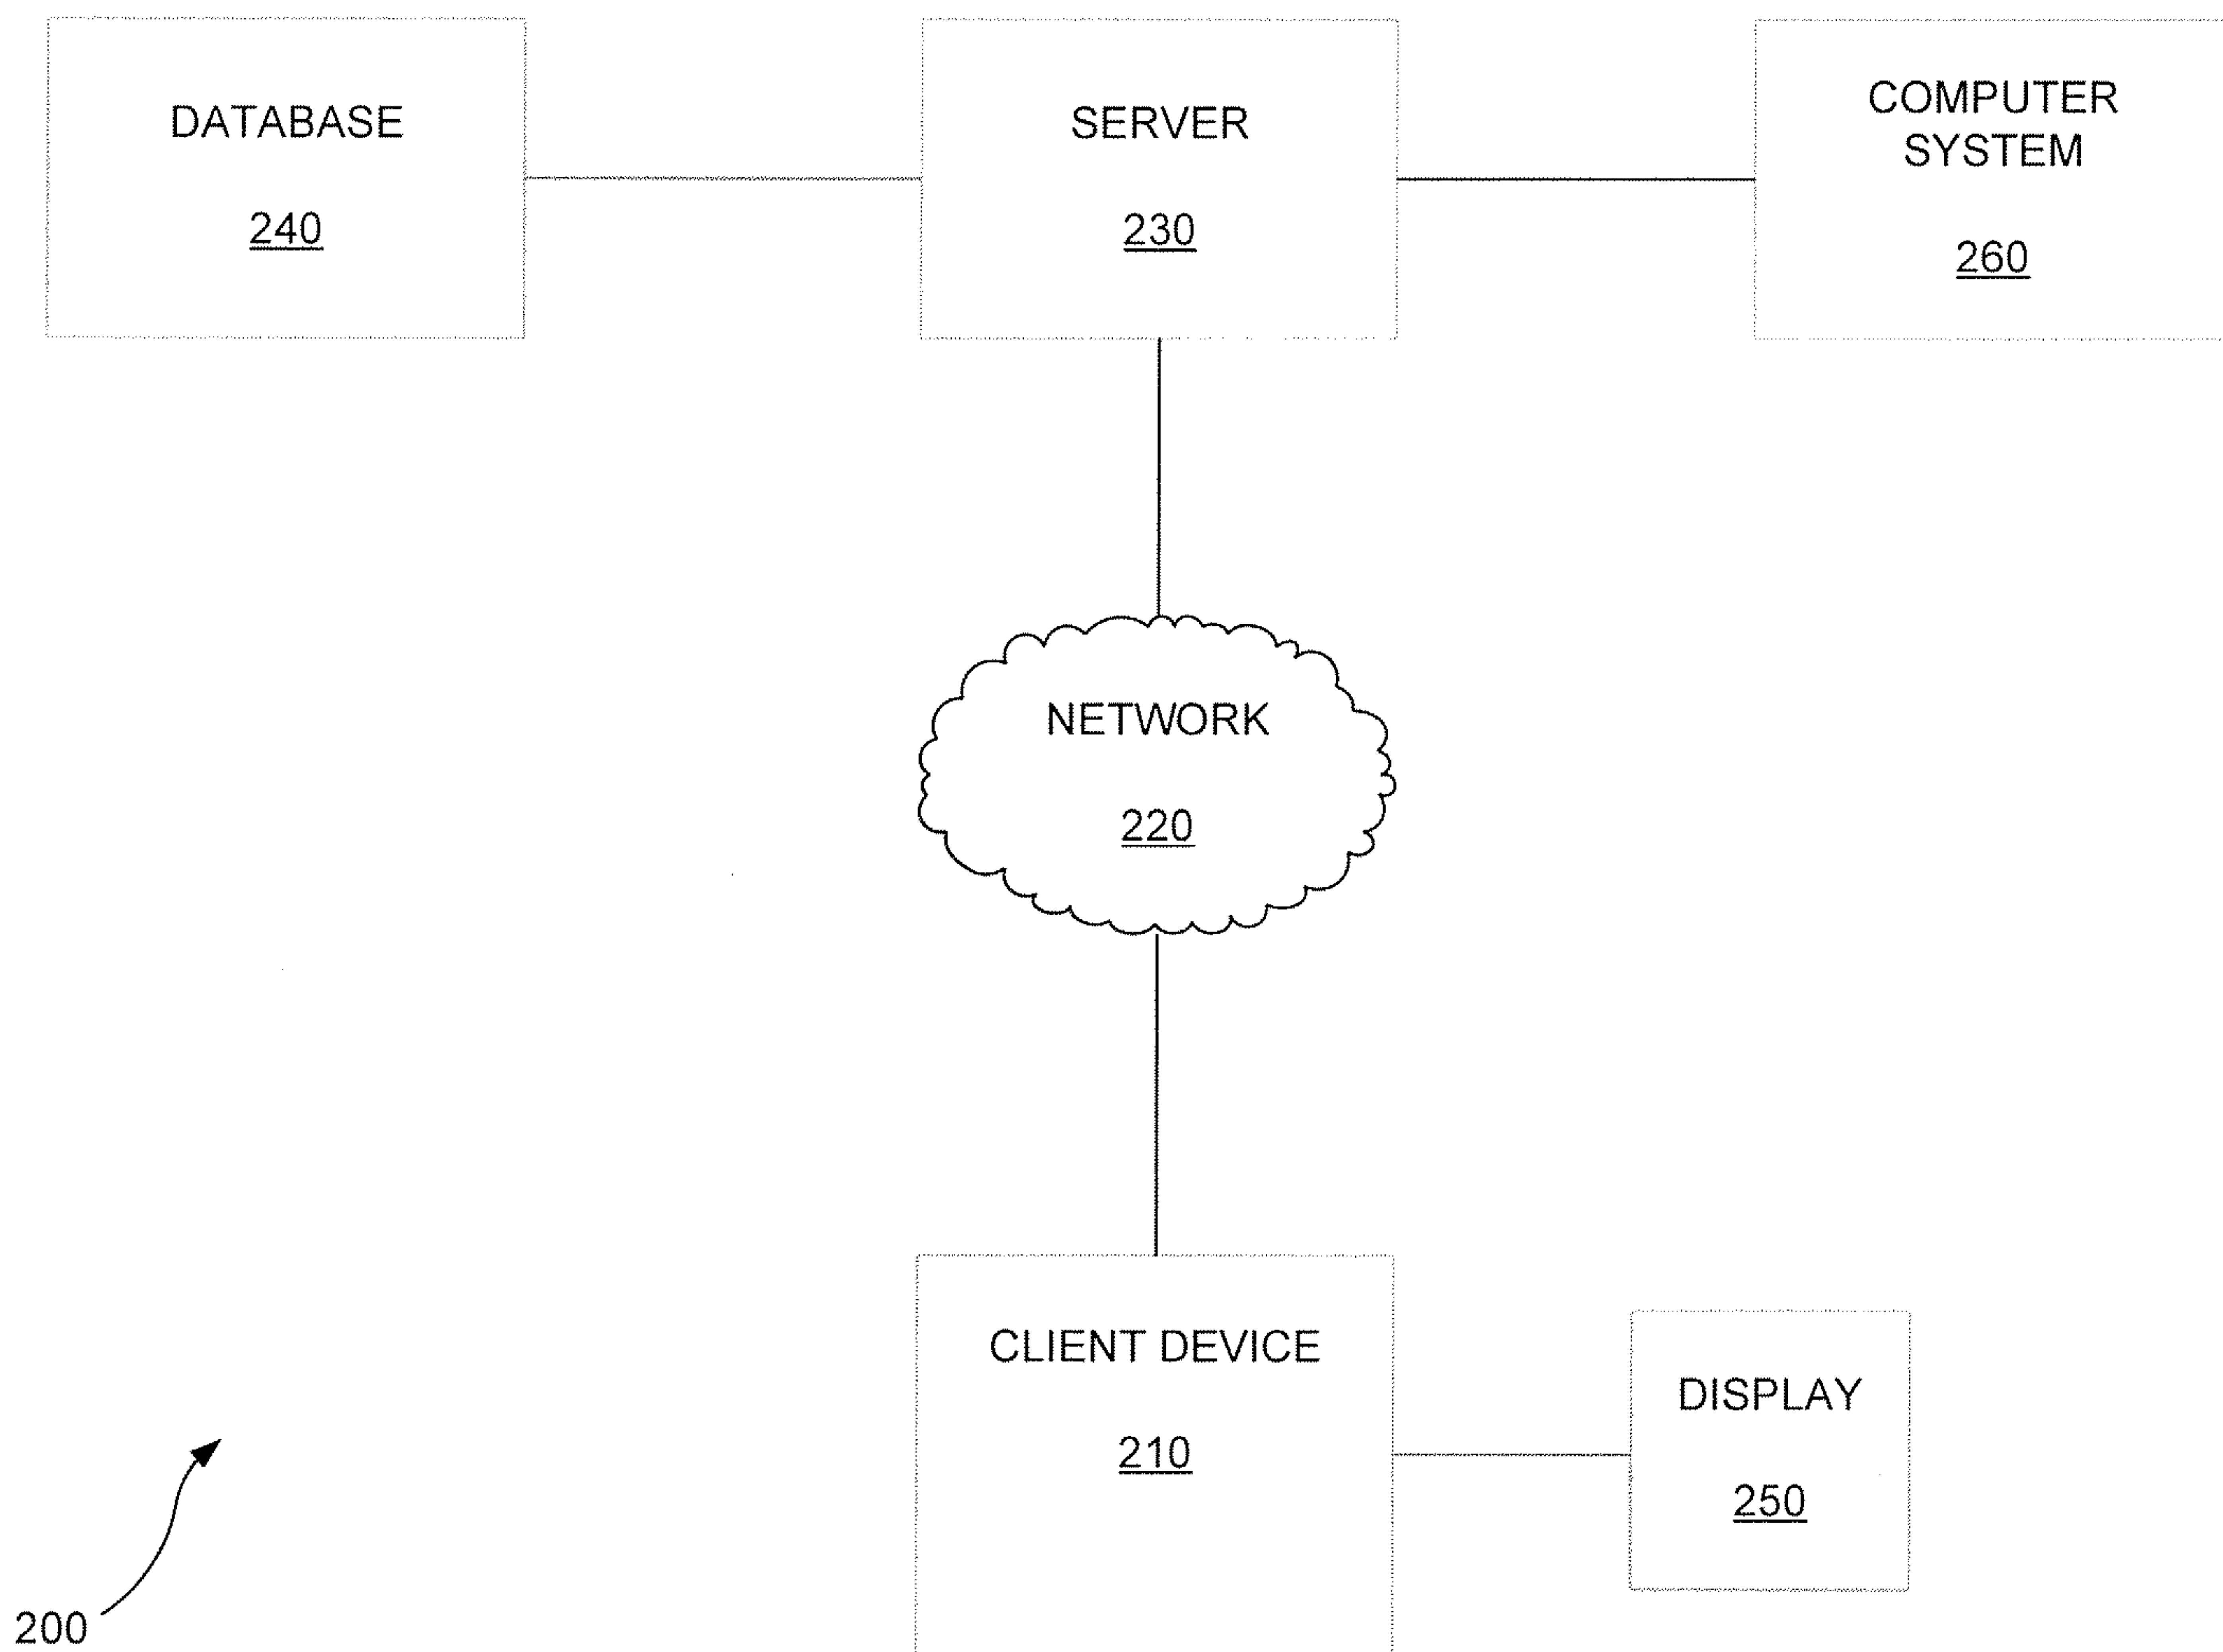 DATABASE
240
SERVER
230
COMPUTER
SYSTEM
260
NETWORK
220
CLIENT DEVICE
210
DISPLAY
250
200